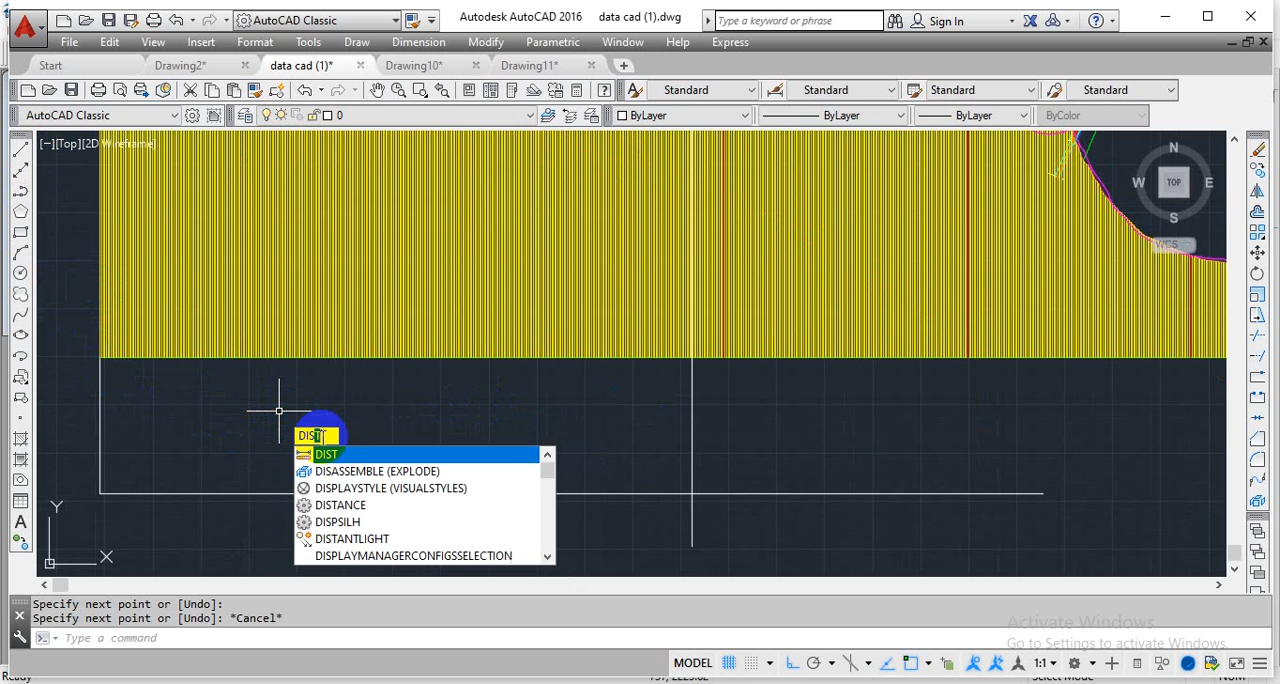 AutoCAD Classic
Autodesk AutoCAD 2016 data cad (1).dwg
Type a keyword or phrase
Sign In
File Edit View Insert Format Tools Draw Dimension Modify Parametric Window Help Express
Start Drawing2* data cad (1)* Drawing10* Drawing11*
Standard Standard Standard Standard
AutoCAD Classic 0 ByLayer ByLayer ByLayer ByColor
[−][Top][2D Wireframe]
N
W TOP E
S
WCS
DIST
DIST
DISASSEMBLE (EXPLODE)
DISPLAYSTYLE (VISUALSTYLES)
DISTANCE
DISPSILH
DISTANTLIGHT
DISPLAYMANAGERCONFIGSSELECTION
Y
X
A
Specify next point or [Undo]:
Specify next point or [Undo]: *Cancel*
Type a command
Activate Windows
Go to Settings to activate Windows.
MODEL 1:1
Ready
Select Mode
NUM